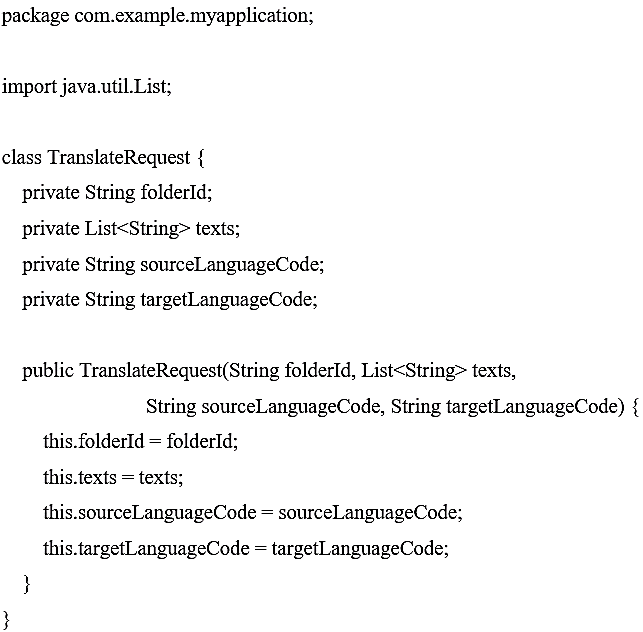 package com.example.myapplication;
import java.util.List;
class TranslateRequest {
private String folderId;
private List<String> texts;
private String sourceLanguageCode;
private String targetLanguageCode;
public TranslateRequest(String folderId, List<String> texts,
String sourceLanguageCode, String targetLanguageCode) {
this.folderId = folderId;
this.texts = texts;
this.sourceLanguageCode = sourceLanguageCode;
this.targetLanguageCode = targetLanguageCode;
}
}